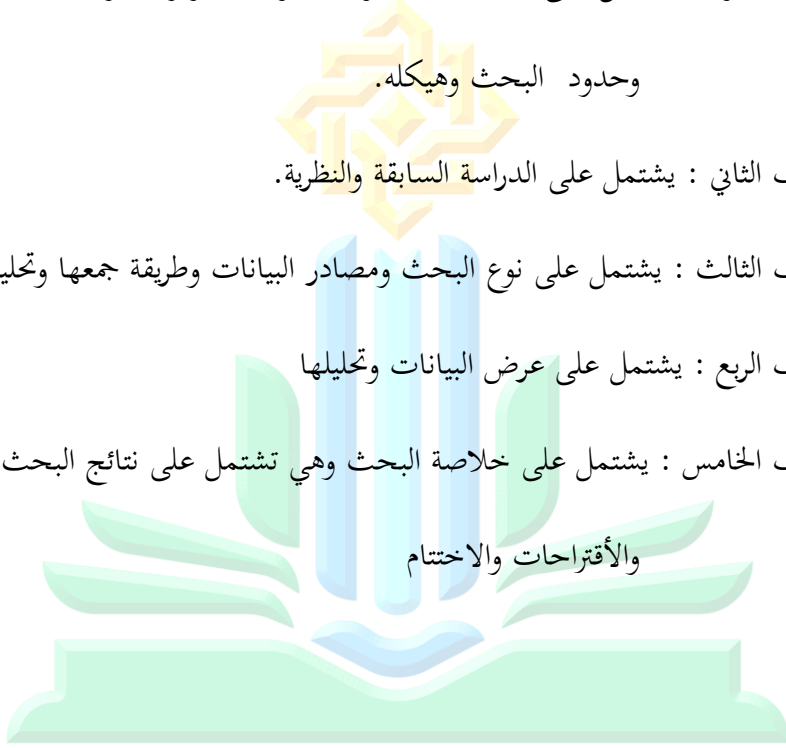 وحدود البحث وهيكله.
الثاني : يشتمل على الدراسة السابقة والنظرية.
الثالث : يشتمل على نوع البحث ومصادر البيانات وطريقة جمعها
الربع : يشتمل على عرض البيانات وتحليلها
الخامس : يشتمل على خلاصة البحث وهي تشتمل على نتائج البحث
والأقتراحات والاختتام